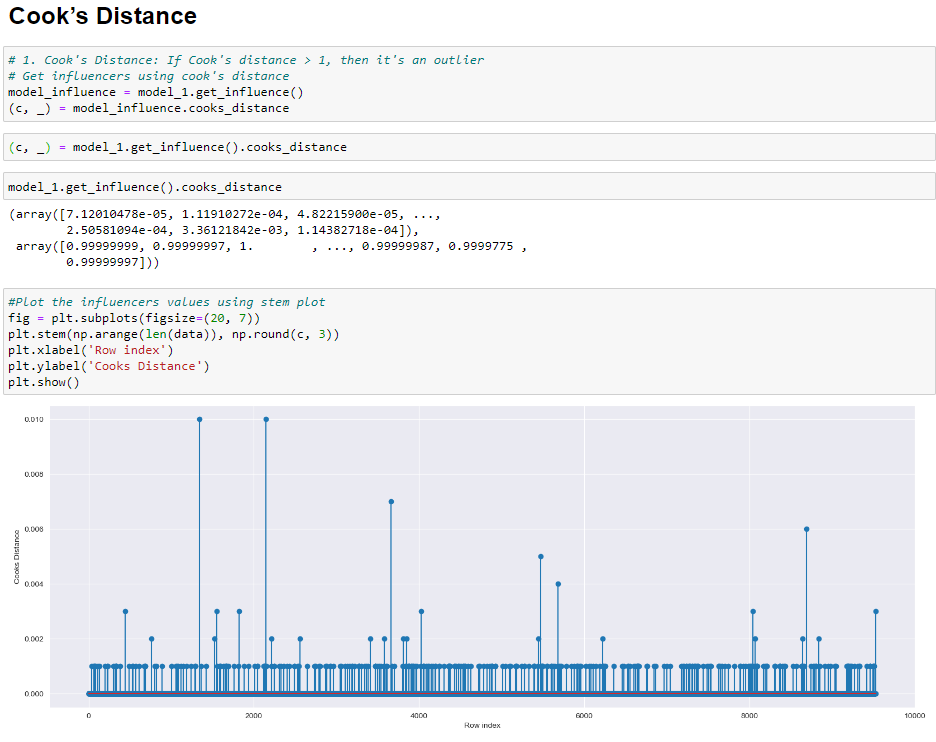 Cook’s Distance
# 1. Cook's Distance: If Cook's distance > 1, then it's an outlier
# Get influencers using cook's distance
model_influence = model_1.get_influence()
(c, _) = model_influence.cooks_distance
(c, _) = model_1.get_influence().cooks_distance
model_1.get_influence().cooks_distance
(array([7.12010478e-05, 1.11910272e-04, 4.82215900e-05, ...,
2.50581094e-04, 3.36121842e-03, 1.14382718e-04]),
array([0.99999999, 0.99999997, 1.        , ..., 0.99999987, 0.9999775 ,
0.99999997]))
#Plot the influencers values using stem plot
fig = plt.subplots(figsize=(20, 7))
plt.stem(np.arange(len(data)), np.round(c, 3))
plt.xlabel('Row index')
plt.ylabel('Cooks Distance')
plt.show()
0.010
0.008
0.006
0.004
0.002
0.000
Cooks Distance
0 2000 4000 6000 8000 10000
Row index